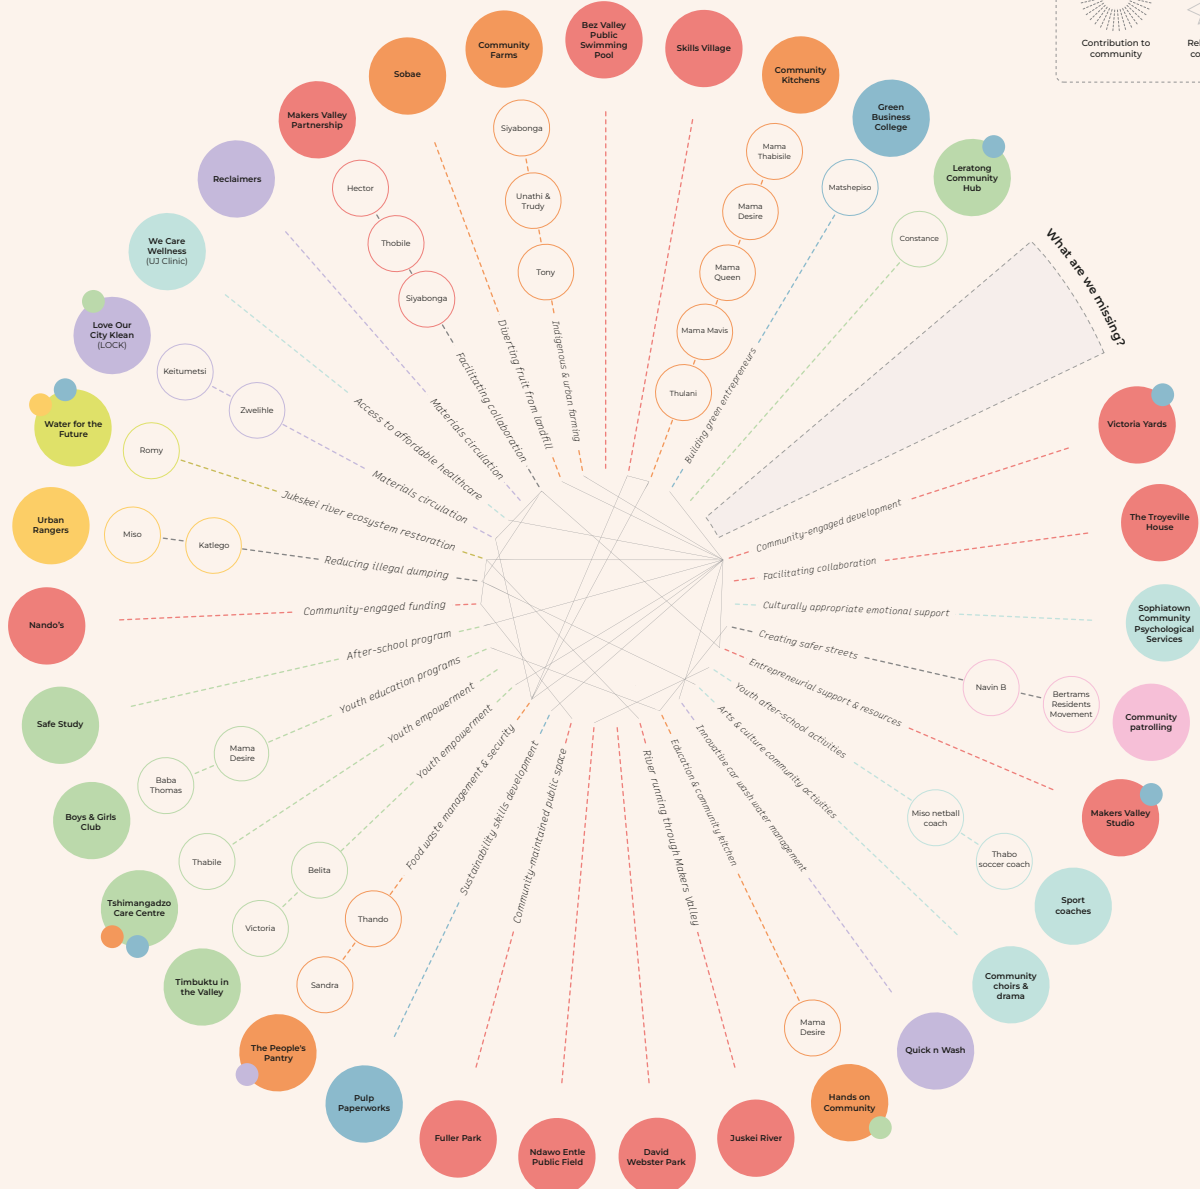 Contribution to
community
Bez Valley
Public
Swimming
Pool
Skills Village
Community
Kitchens
Mama
Thabisile
Mama
Desire
Mama
Queen
Mama Mavis
Thulani
Green
Business
College
Matshepiso
Building green entrepreneurs
Leratong
Community
Hub
Constance
What are we missing?
Victoria Yards
Community-engaged development
The Troyeville
House
Facilitating collaboration
Sophiatown
Community
Psychological
Services
Culturally appropriate emotional support
Creating safer streets
Navin B
Bertrams
Residents
Movement
Community
patrolling
Entrepreneurial support & resources
Makers Valley
Studio
Youth after-school activities
Miso netball
coach
Thabo
soccer coach
Sport
coaches
Arts & culture community activities
Community
choirs &
drama
Innovative car wash water management
Quick n Wash
Education & community kitchen
Mama
Desire
Hands on
Community
River running through Makers Valley
Juskei River
David
Webster Park
Ndawo Entle
Public Field
Community-maintained public space
Fuller Park
Sustainability skills development
Pulp
Paperworks
Food waste management & security
Thando
Sandra
The People's
Pantry
Youth empowerment
Belita
Victoria
Timbuktu in
the Valley
Youth empowerment
Thabile
Tshimangadzo
Care Centre
Youth education programs
Mama
Desire
Baba
Thomas
Boys & Girls
Club
After-school program
Safe Study
Community-engaged funding
Nando's
Reducing illegal dumping
Katlego
Miso
Urban
Rangers
Jukskei river ecosystem restoration
Romy
Water for the
Future
Materials circulation
Zwelihle
Keitumetsi
Love Our
City Klean
(LOCK)
Access to affordable healthcare
We Care
Wellness
(UJ Clinic)
Materials circulation
Reclaimers
Facilitating collaboration
Siyabonga
Thobile
Hector
Makers Valley
Partnership
Diverting fruit from landfill
Sobae
Indigenous & urban farming
Tony
Unathi &
Trudy
Siyabonga
Community
Farms